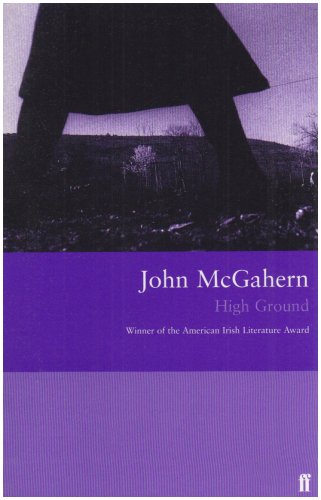 John McGahern
High Ground
Winner of the American Irish Literature Award
ff